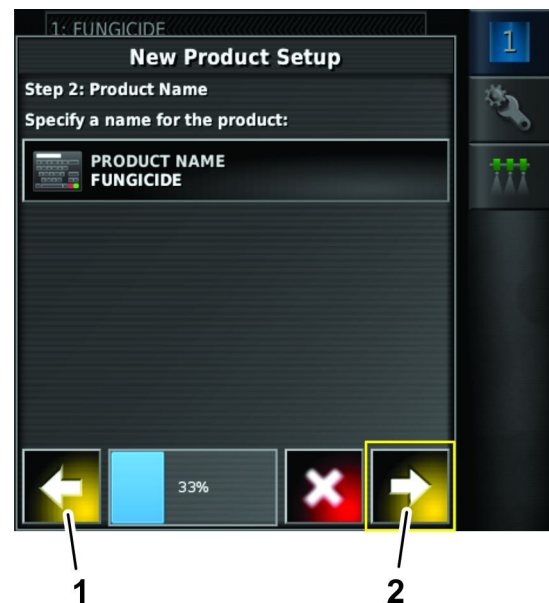 1: FUNGICIDE
1
New Product Setup
Step 2: Product Name
Specify a name for the product:
PRODUCT NAME
FUNGICIDE
33%
1
2